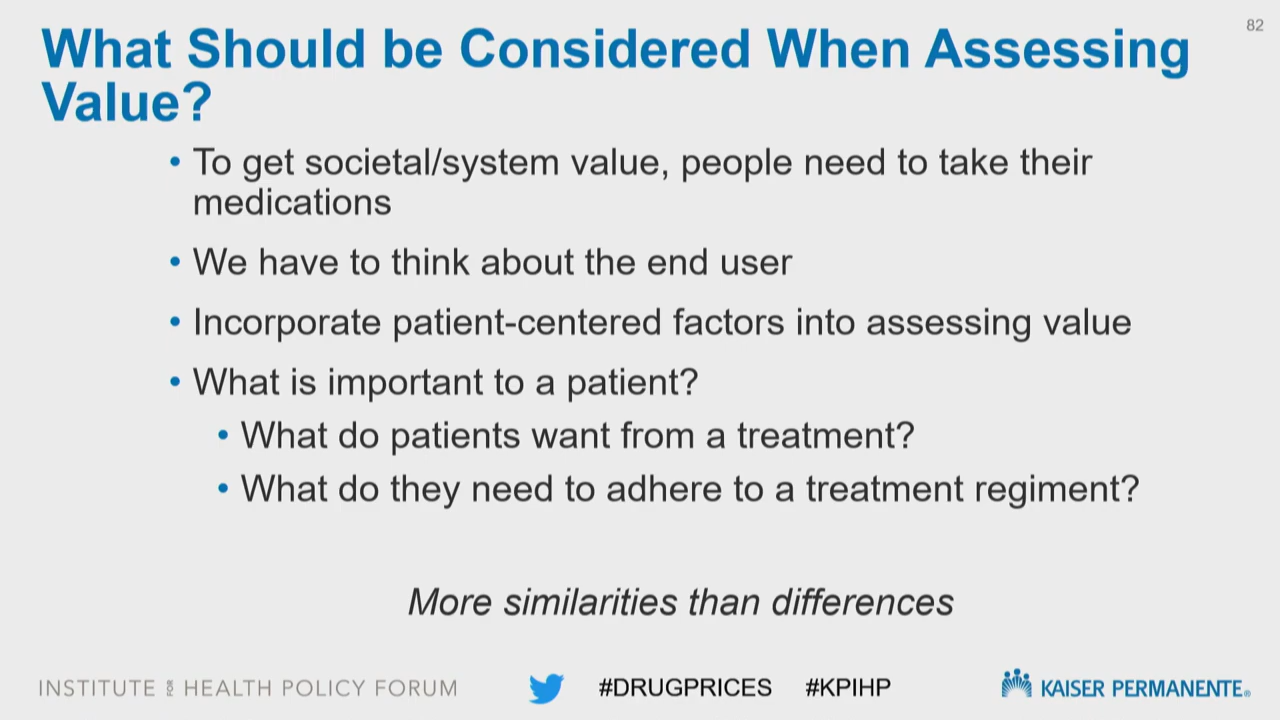 82
What Should be Considered When Assessing
Value?
• To get societal/system value, people need to take their
medications
• We have to think about the end user
• Incorporate patient-centered factors into assessing value
• What is important to a patient?
• What do patients want from a treatment?
• What do they need to adhere to a treatment regiment?
More similarities than differences
INSTITUTE FOR HEALTH POLICY FORUM #DRUGPRICES #KPIHP KAISER PERMANENTE®